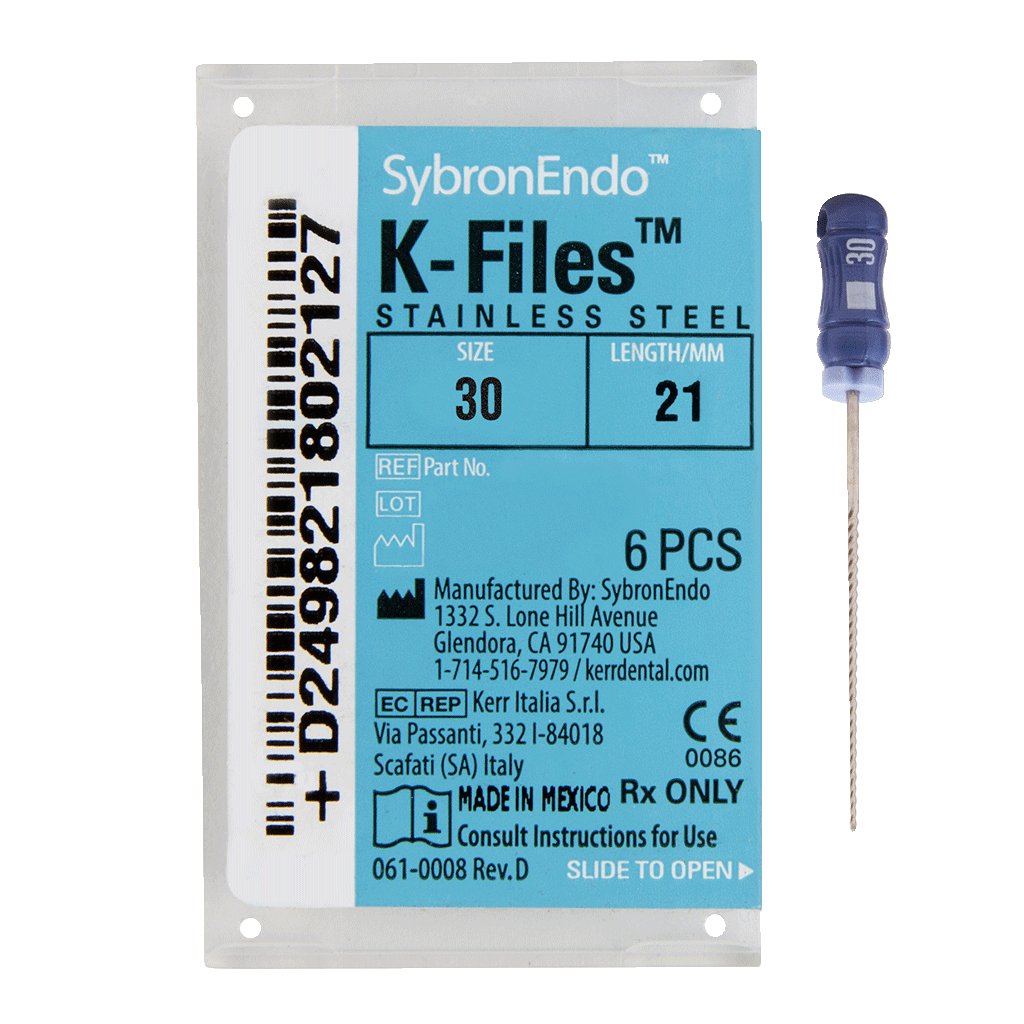 SybronEndo™
K-Files™
STAINLESS STEEL
SIZE
30
LENGTH/MM
21
REF Part No.
LOT
6 PCS
Manufactured By: SybronEndo
1332 S. Lone Hill Avenue
Glendora, CA 91740 USA
1-714-516-7979 / kerrdental.com
EC REP Kerr Italia S.r.l.
Via Passanti, 332 I-84018
Scafati (SA) Italy
CE
0086
MADE IN MEXICO
Rx ONLY
i
Consult Instructions for Use
061-0008 Rev.D
SLIDE TO OPEN
+D249821802127
30